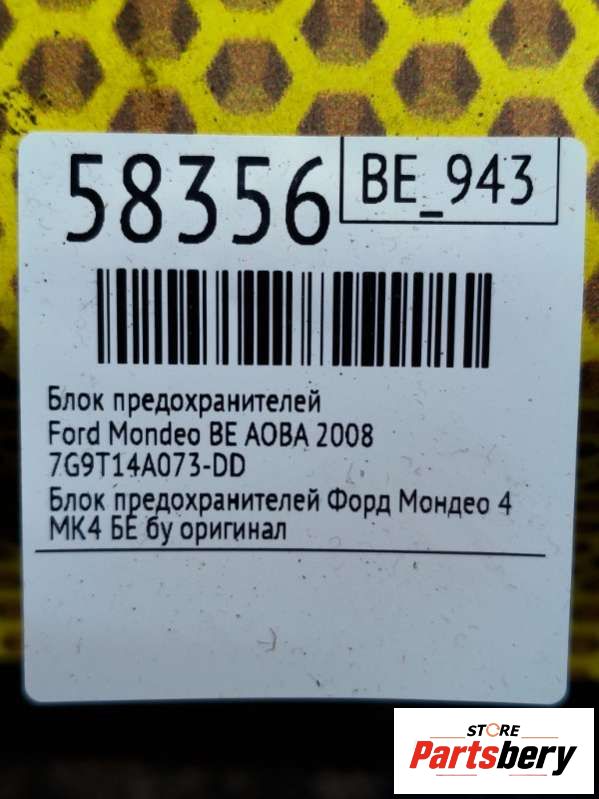 58356
BE_943
Блок предохранителей
Ford Mondeo BE AOBA 2008
7G9T14A073-DD
Блок предохранителей Форд Мондео 4
МК4 БЕ бу оригинал
STORE
Partsbery